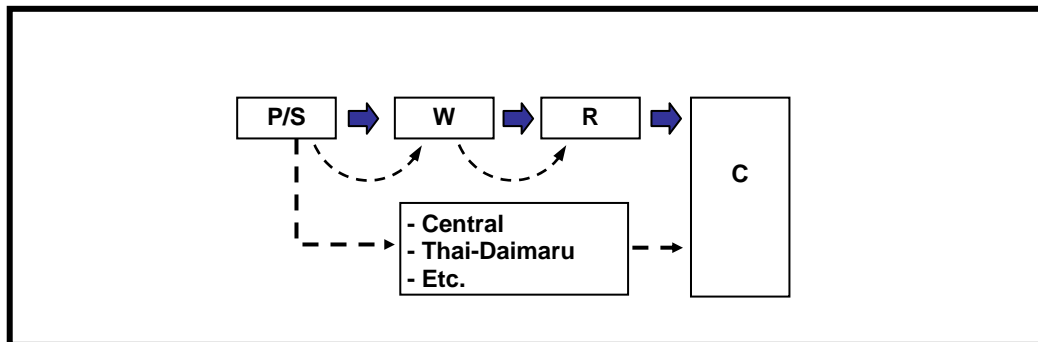 P/S
W
R
C
- Central
- Thai-Daimaru
- Etc.